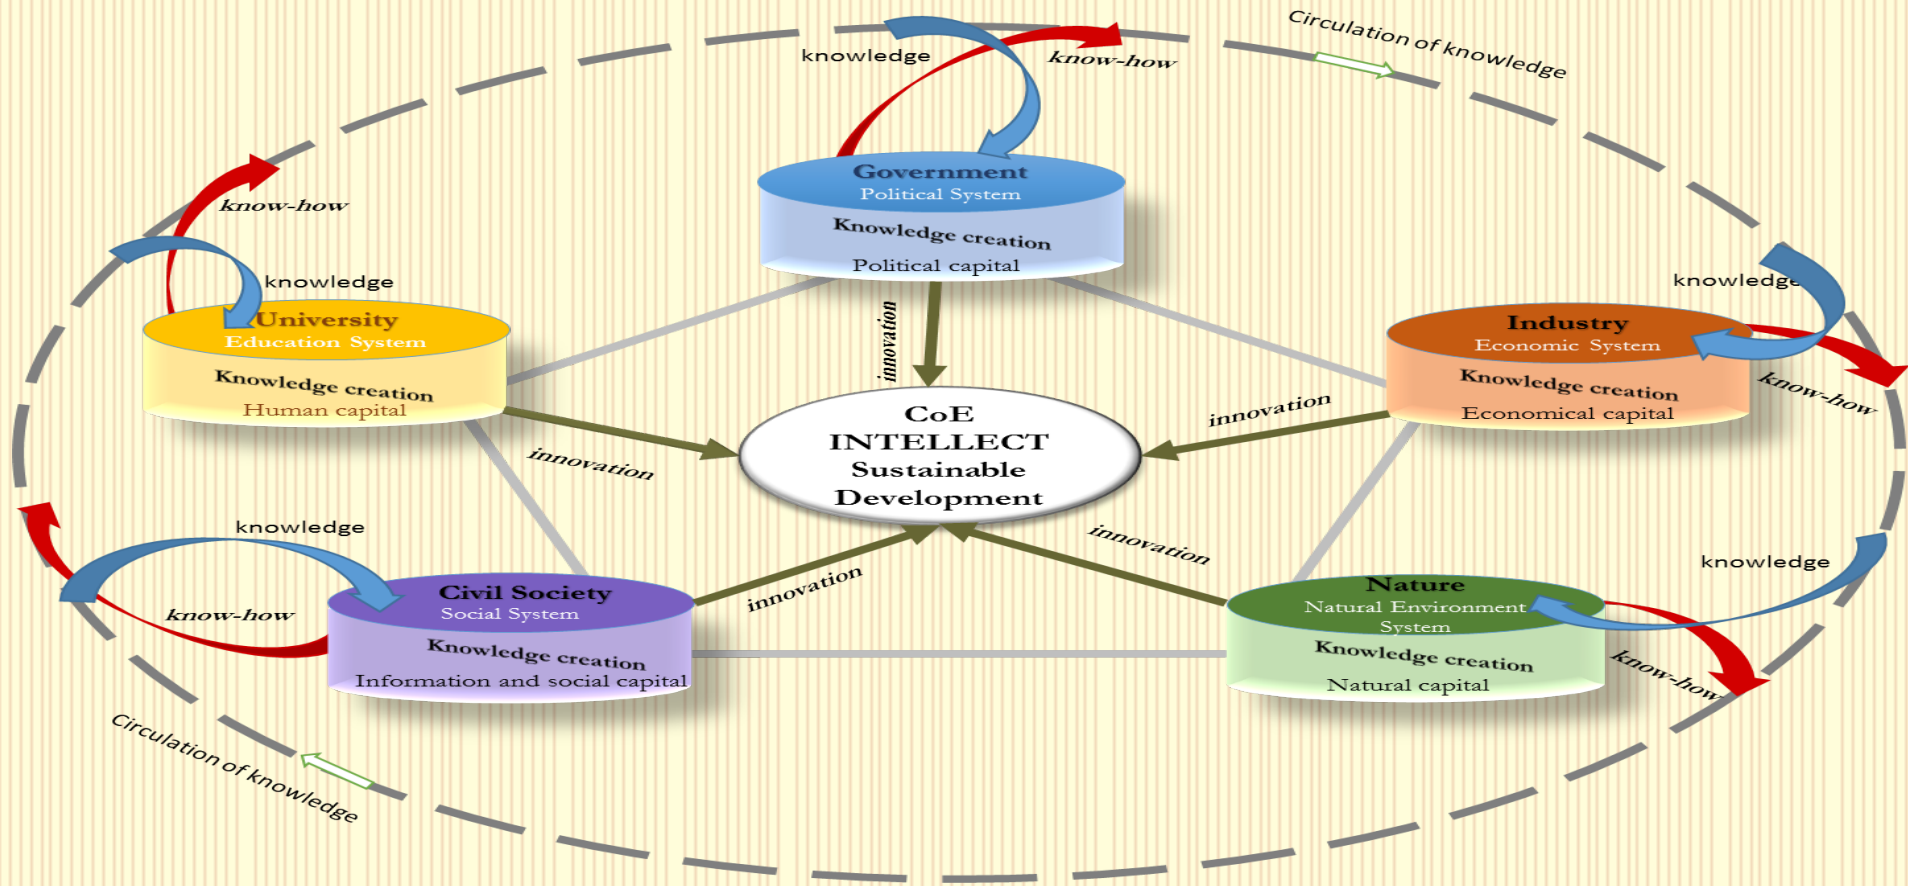 Circulation of knowledge
knowledge
know-how
Government
Political System
Knowledge creation
Political capital
know-how
knowledge
University
Education System
Knowledge creation
Human capital
knowledge
Industry
Economic System
Knowledge creation
Economical capital
know-how
innovation
innovation
innovation
CoE
INTELLECT
Sustainable
Development
knowledge
know-how
Civil Society
Social System
Knowledge creation
Information and social capital
innovation
innovation
knowledge
Nature
Natural Environment
System
Knowledge creation
Natural capital
know-how
Circulation of knowledge